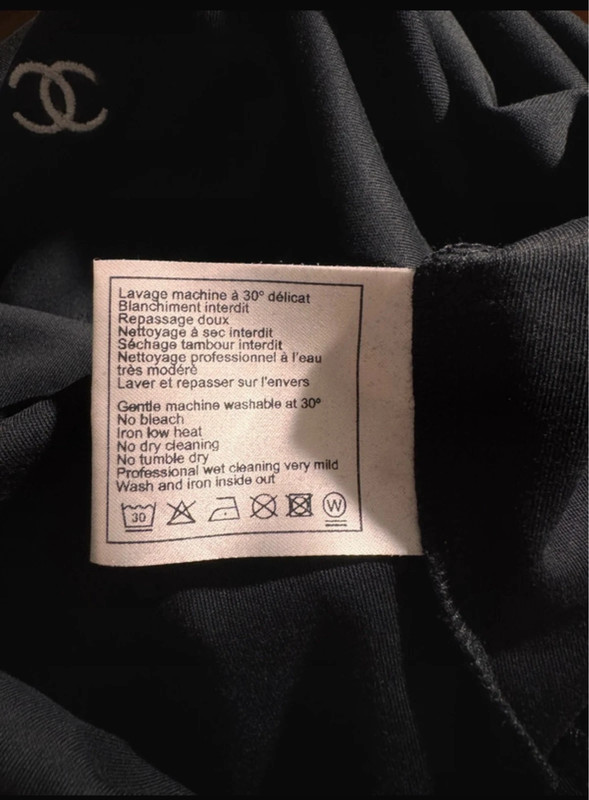 Lavage machine à 30° délicat
Blanchiment interdit
Repassage doux
Nettoyage à sec interdit
Séchage tambour interdit
Nettoyage professionnel à l'eau
très modéré
Laver et repasser sur l'envers
Gentle machine washable at 30°
No bleach
Iron low heat
No dry cleaning
No tumble dry
Professional wet cleaning very mild
Wash and iron inside out
30 W